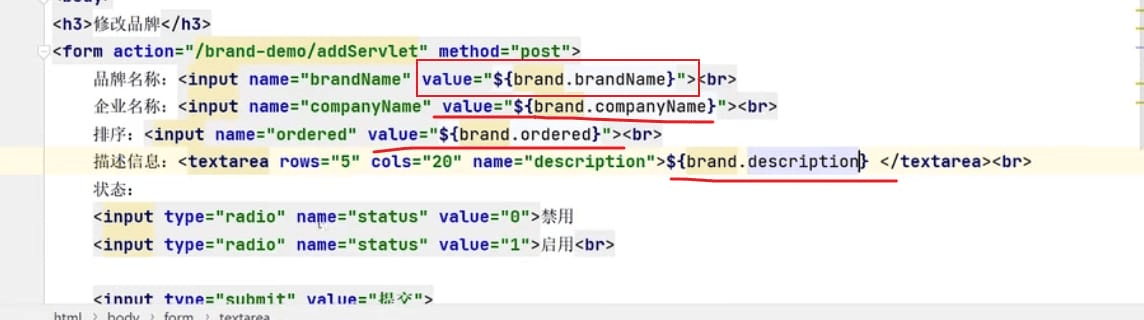 <body>
<h3>修改品牌</h3>
<form action="/brand-demo/addServlet" method="post">
品牌名称：<input name="brandName" value="${brand.brandName}"><br>
企业名称：<input name="companyName" value="${brand.companyName}"><br>
排序：<input name="ordered" value="${brand.ordered}"><br>
描述信息：<textarea rows="5" cols="20" name="description">${brand.description} </textarea><br>
状态：
<input type="radio" name="status" value="0">禁用
<input type="radio" name="status" value="1">启用<br>
<input type="submit" value="提交">
html > body > form > textarea